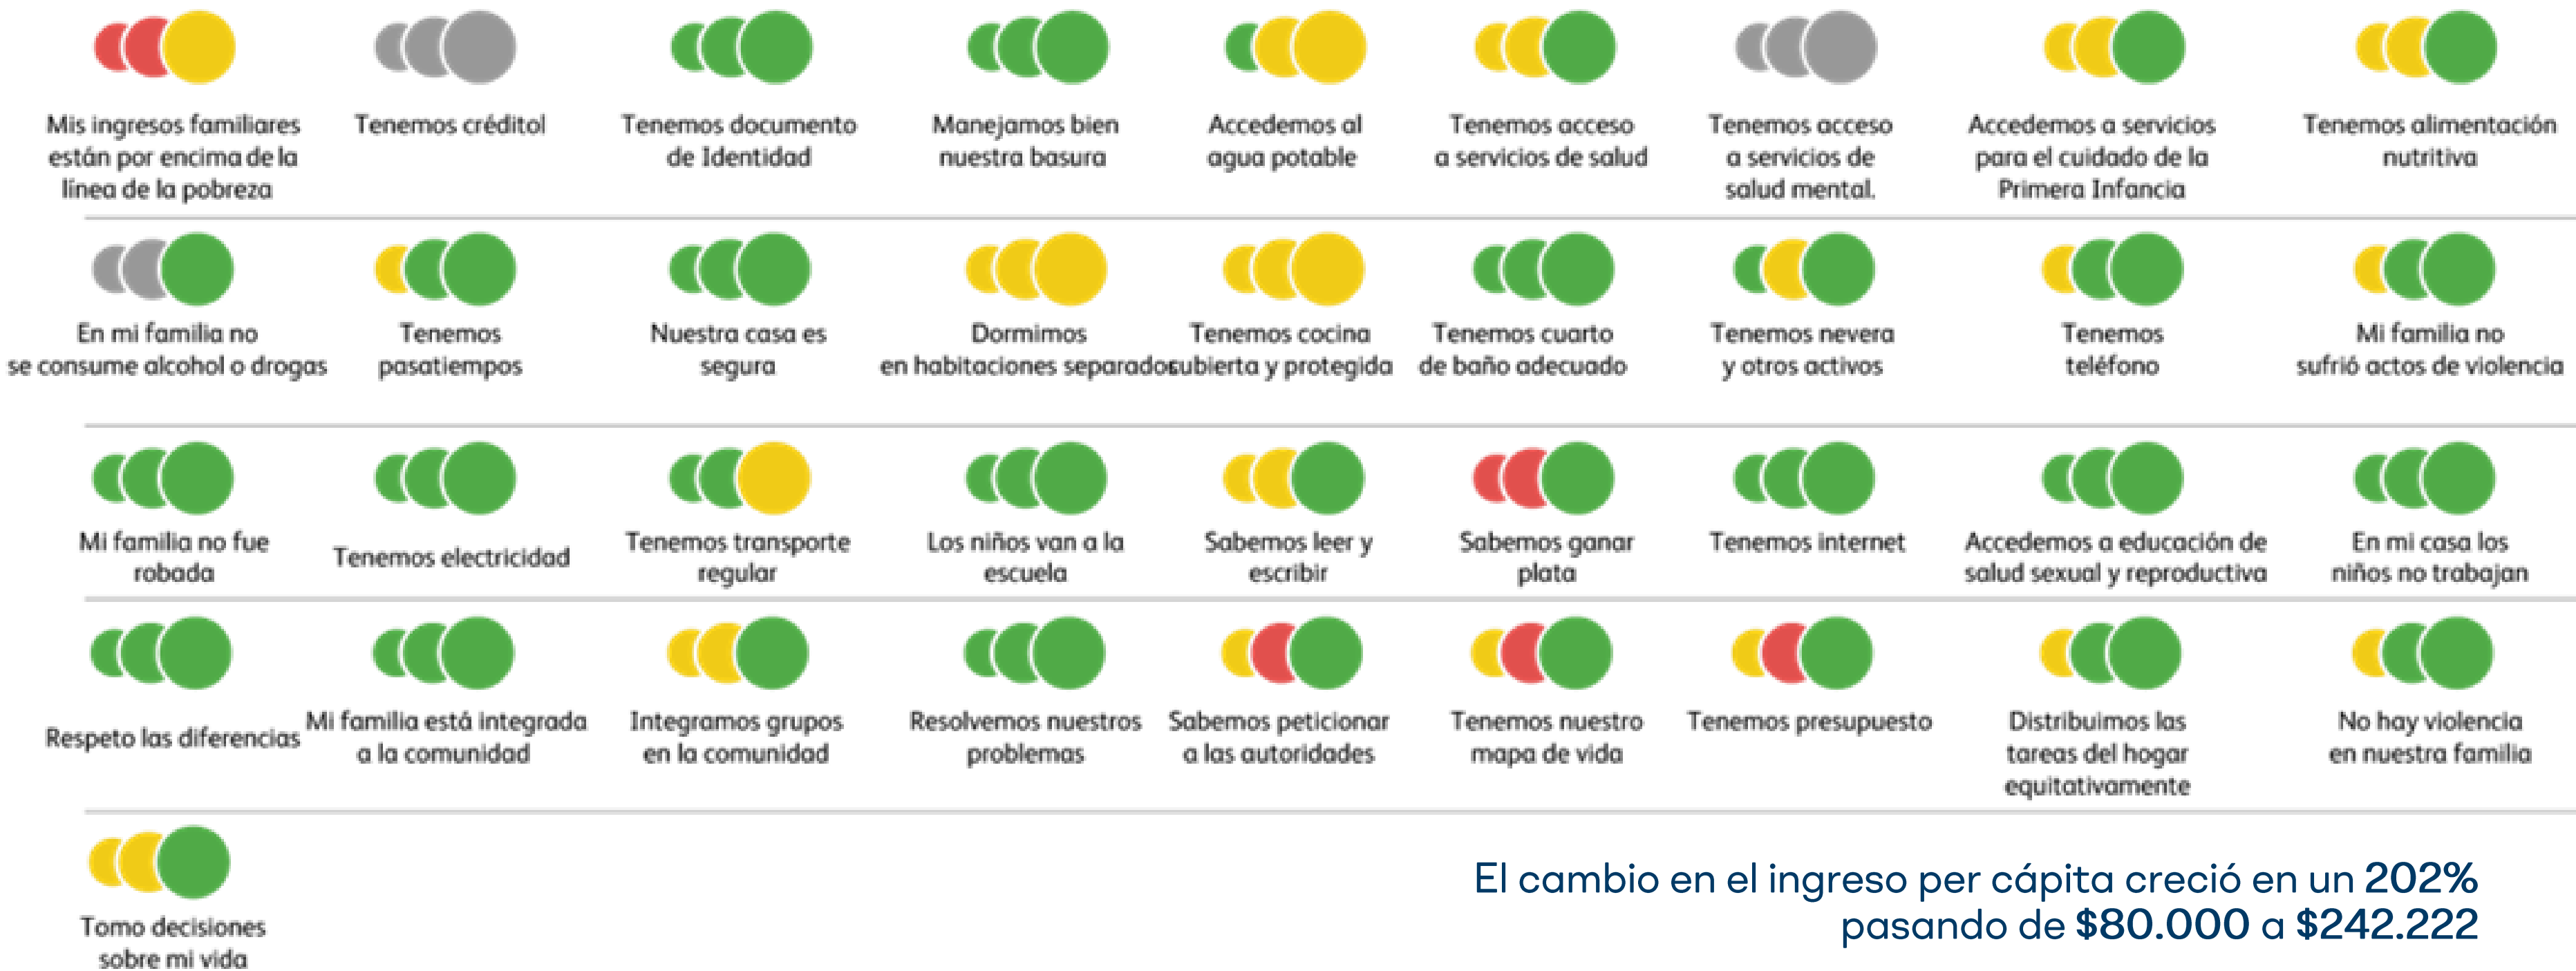 Mis ingresos familiares
están por encima de la
línea de la pobreza
Tenemos créditol
Tenemos documento
de Identidad
Manejamos bien
nuestra basura
Accedemos al
agua potable
Tenemos acceso
a servicios de salud
Tenemos acceso
a servicios de
salud mental.
Accedemos a servicios
para el cuidado de la
Primera Infancia
Tenemos alimentación
nutritiva
En mi familia no
se consume alcohol o drogas
Tenemos
pasatiempos
Nuestra casa es
segura
Dormimos
en habitaciones separados
Tenemos cocina
cubierta y protegida
Tenemos cuarto
de baño adecuado
Tenemos nevera
y otros activos
Tenemos
teléfono
Mi familia no
sufrió actos de violencia
Mi familia no fue
robada
Tenemos electricidad
Tenemos transporte
regular
Los niños van a la
escuela
Sabemos leer y
escribir
Sabemos ganar
plata
Tenemos internet
Accedemos a educación de
salud sexual y reproductiva
En mi casa los
niños no trabajan
Respeto las diferencias
Mi familia está integrada
a la comunidad
Integramos grupos
en la comunidad
Resolvemos nuestros
problemas
Sabemos peticionar
a las autoridades
Tenemos nuestro
mapa de vida
Tenemos presupuesto
Distribuimos las
tareas del hogar
equitativamente
No hay violencia
en nuestra familia
Tomo decisiones
sobre mi vida
El cambio en el ingreso per cápita creció en un 202%
pasando de $80.000 a $242.222